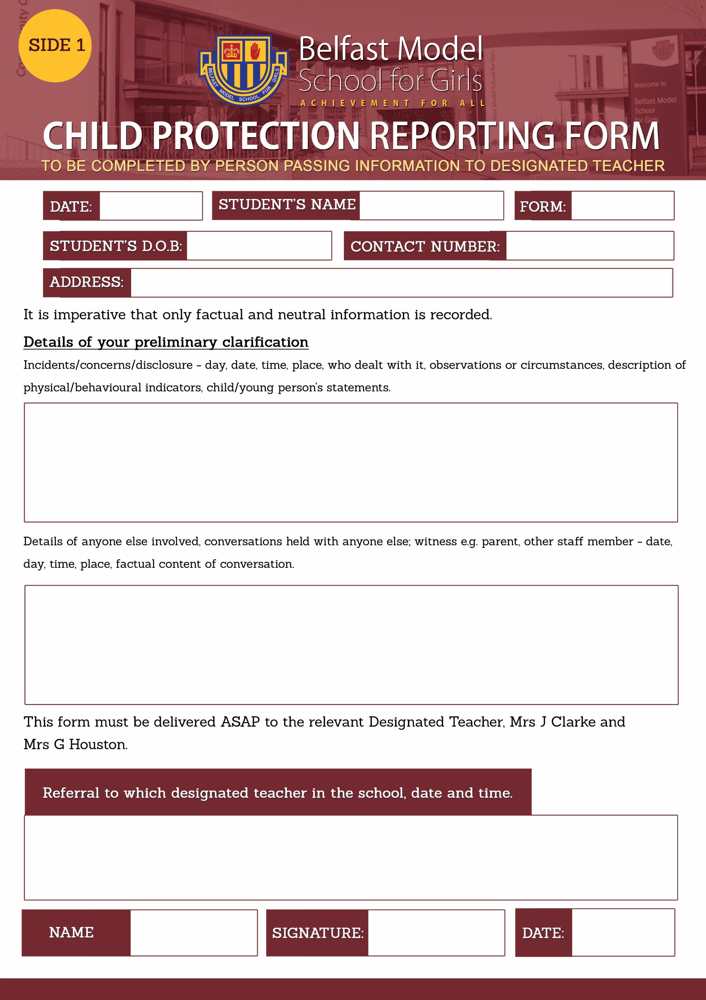 SIDE 1
BELFAST MODEL SCHOOL FOR GIRLS
Belfast Model
School for Girls
ACHIEVEMENT FOR ALL
Welcome to
Belfast Model
School
for Girls
CHILD PROTECTION REPORTING FORM
TO BE COMPLETED BY PERSON PASSING INFORMATION TO DESIGNATED TEACHER
DATE: STUDENT’S NAME FORM:
STUDENT’S D.O.B: CONTACT NUMBER:
ADDRESS:
It is imperative that only factual and neutral information is recorded.
Details of your preliminary clarification
Incidents/concerns/disclosure - day, date, time, place, who dealt with it, observations or circumstances, description of
physical/behavioural indicators, child/young person’s statements.
Details of anyone else involved, conversations held with anyone else; witness e.g. parent, other staff member - date,
day, time, place, factual content of conversation.
This form must be delivered ASAP to the relevant Designated Teacher, Mrs J Clarke and
Mrs G Houston.
Referral to which designated teacher in the school, date and time.
NAME SIGNATURE: DATE: